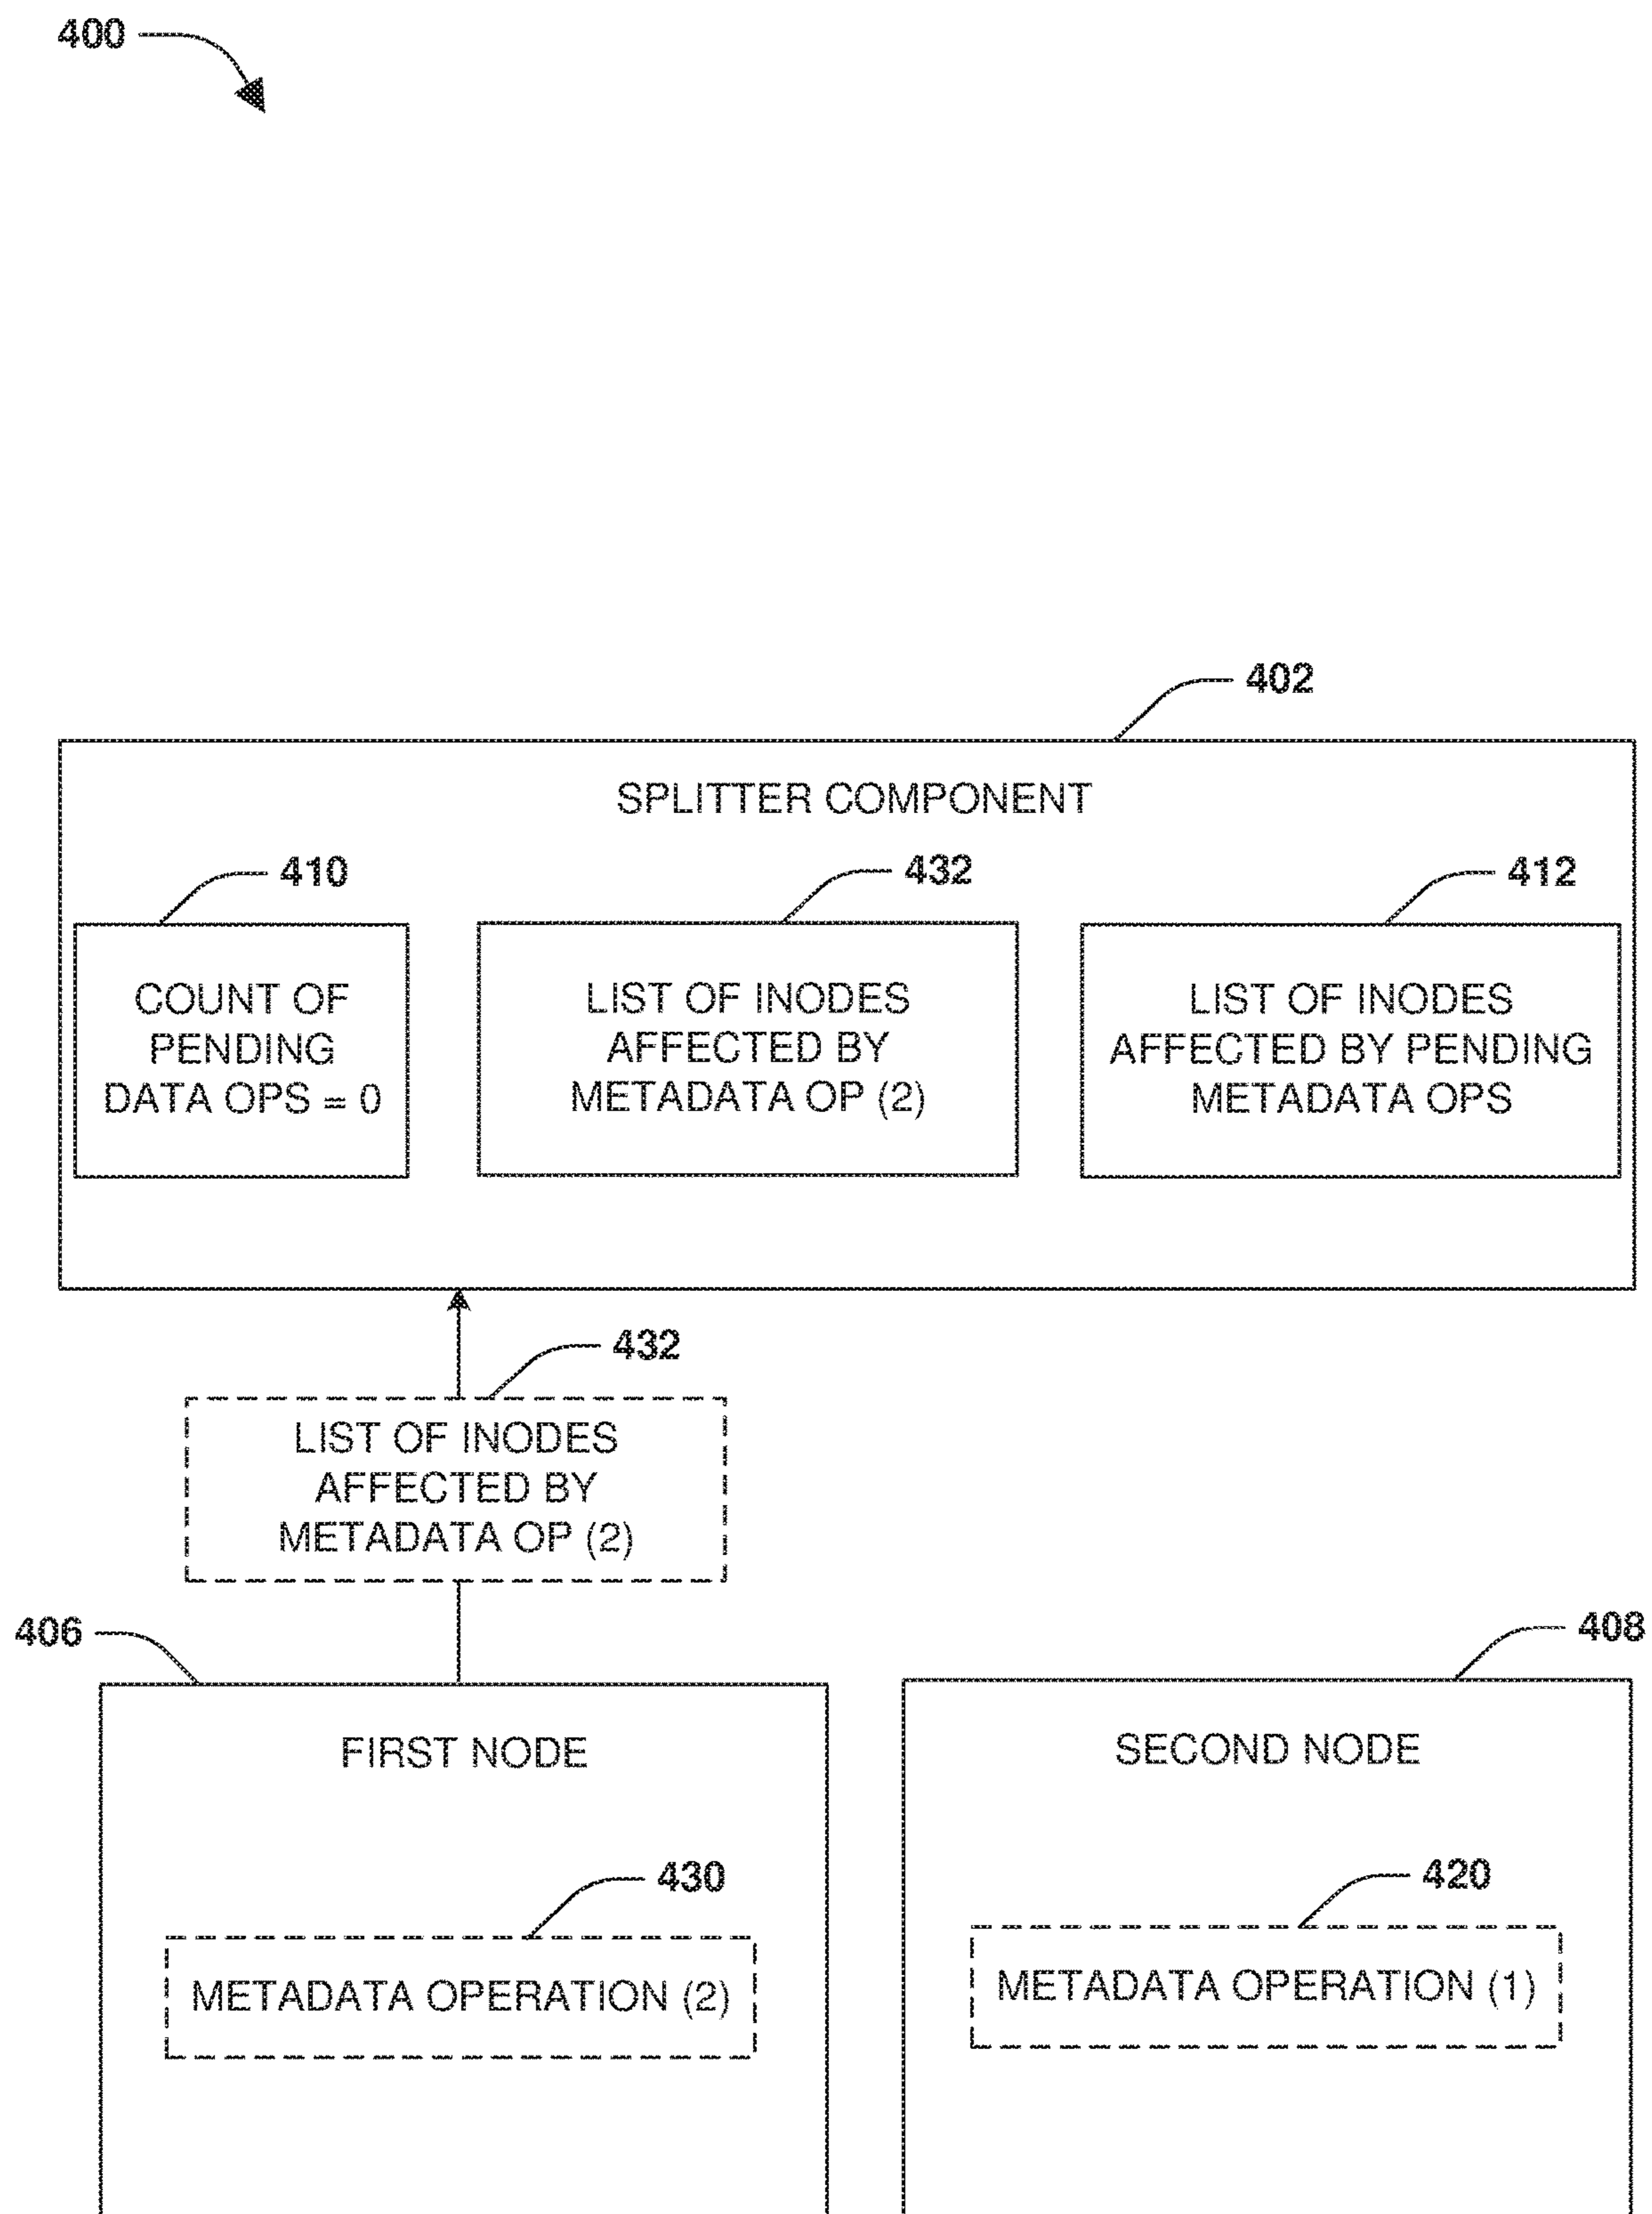 400
402
SPLITTER COMPONENT
410
432
412
COUNT OF
PENDING
DATA OPS = 0
LIST OF INODES
AFFECTED BY
METADATA OP (2)
LIST OF INODES
AFFECTED BY PENDING
METADATA OPS
432
LIST OF INODES
AFFECTED BY
METADATA OP (2)
406
408
FIRST NODE
SECOND NODE
430
420
METADATA OPERATION (2)
METADATA OPERATION (1)